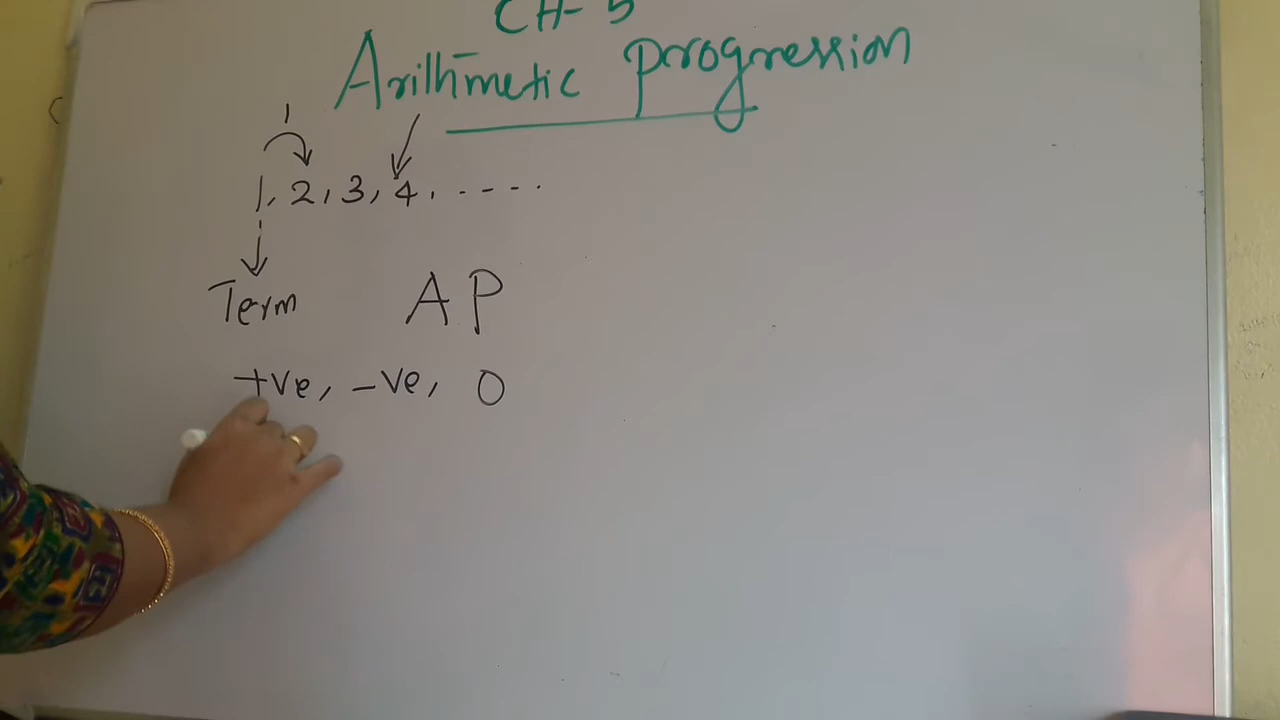 CH-5
Arithmetic progression
1
1, 2, 3, 4, -----
Term AP
+ve, -ve, 0